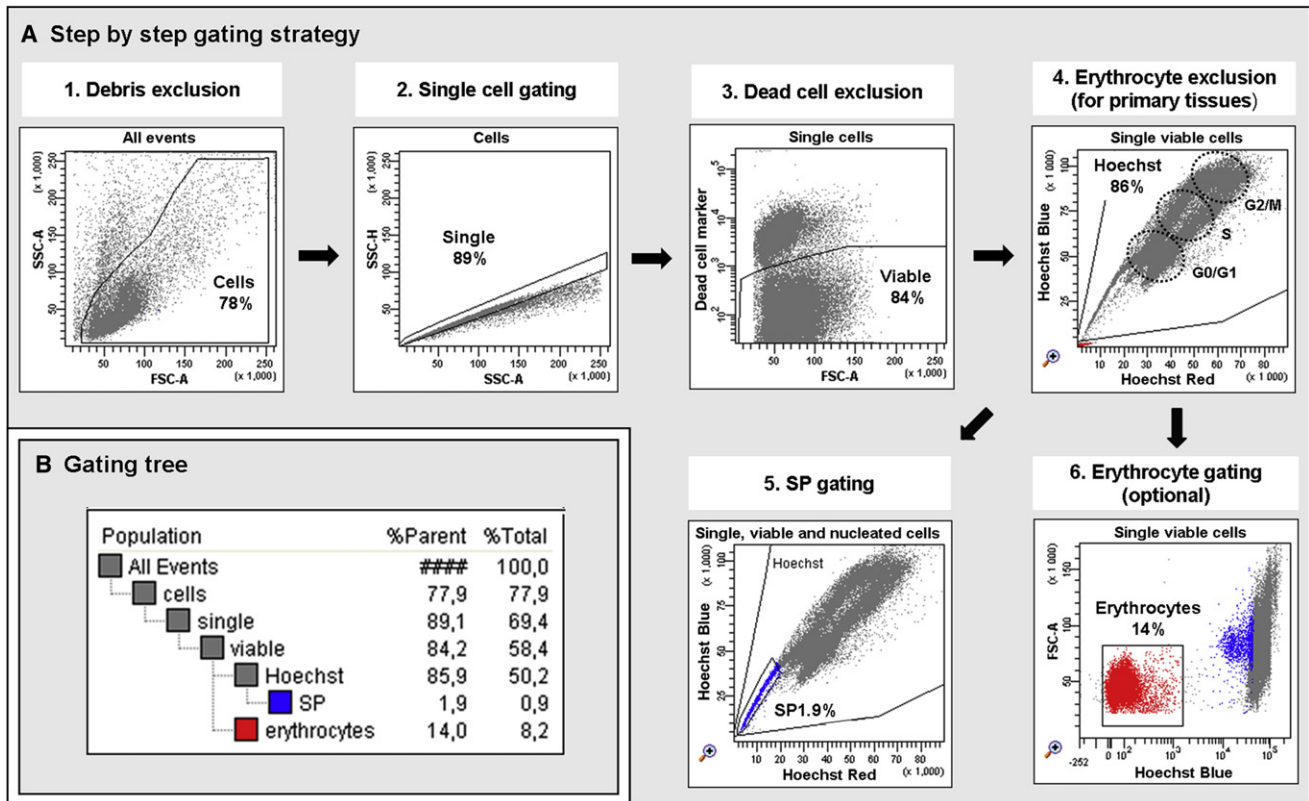 A Step by step gating strategy
1. Debris exclusion
All events
SSC-A
(x 1,000)
50 100 150 200 250
Cells
78%
50 100 150 200 250
FSC-A
(x 1,000)
2. Single cell gating
Cells
SSC-H
(x 1,000)
50 100 150 200 250
Single
89%
50 100 150 200 250
SSC-A
(x 1,000)
3. Dead cell exclusion
Single cells
Dead cell marker
10² 10³ 10⁴ 10⁵
Viable
84%
50 100 150 200 250
FSC-A
(x 1,000)
4. Erythrocyte exclusion
(for primary tissues)
Single viable cells
Hoechst Blue
(x 1 000)
25 50 75 100
Hoechst
86%
G2/M
S
G0/G1
10 20 30 40 50 60 70 80
Hoechst Red
(x 1 000)
B Gating tree
Population %Parent %Total
All Events #### 100,0
cells 77,9 77,9
single 89,1 69,4
viable 84,2 58,4
Hoechst 85,9 50,2
SP 1,9 0,9
erythrocytes 14,0 8,2
5. SP gating
Single, viable and nucleated cells
Hoechst Blue
(x 1,000)
25 50 75 100
Hoechst
SP1.9%
10 20 30 40 50 60 70 80
Hoechst Red
(x 1,000)
6. Erythrocyte gating
(optional)
Single viable cells
FSC-A
(x 1,000)
50 100 150
Erythrocytes
14%
-252 0 10² 10³ 10⁴ 10⁵
Hoechst Blue